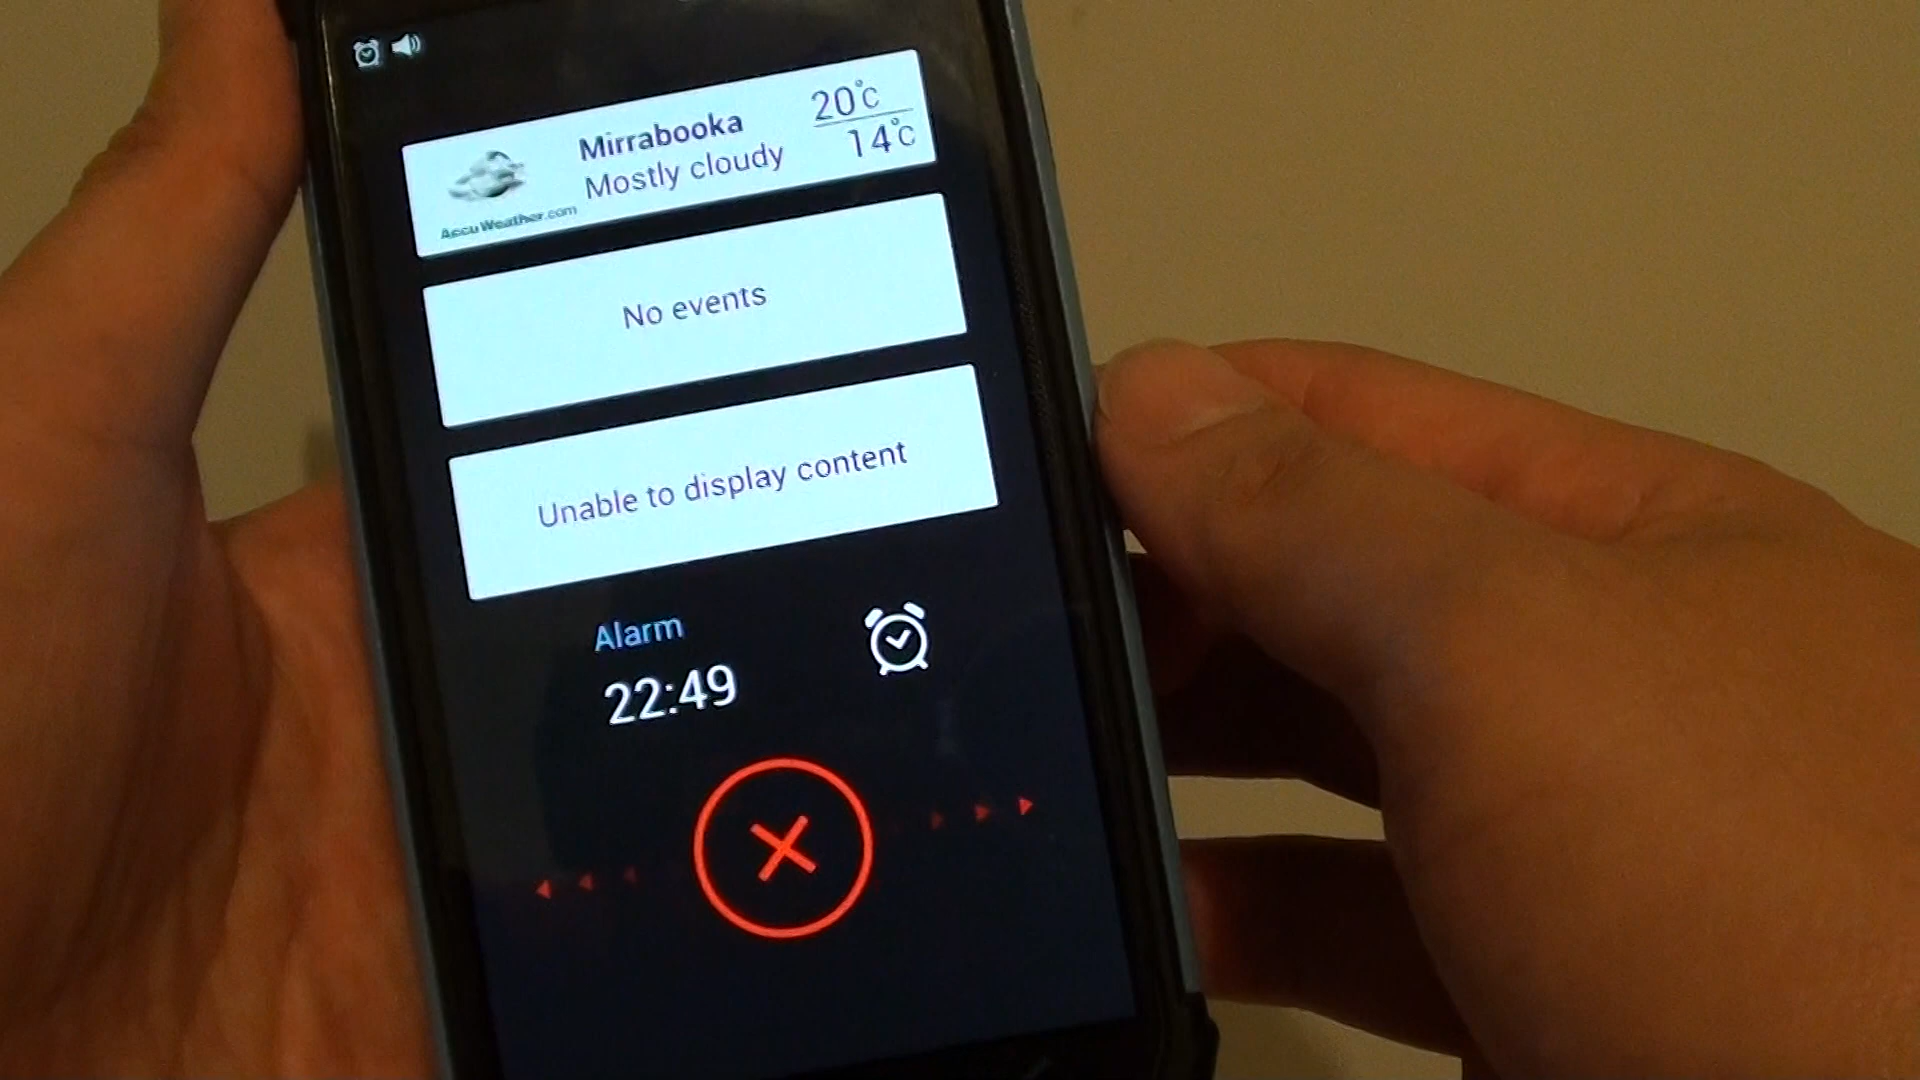 Mirrabooka
Mostly cloudy
20°C
14°C
AccuWeather.com
No events
Unable to display content
Alarm
22:49